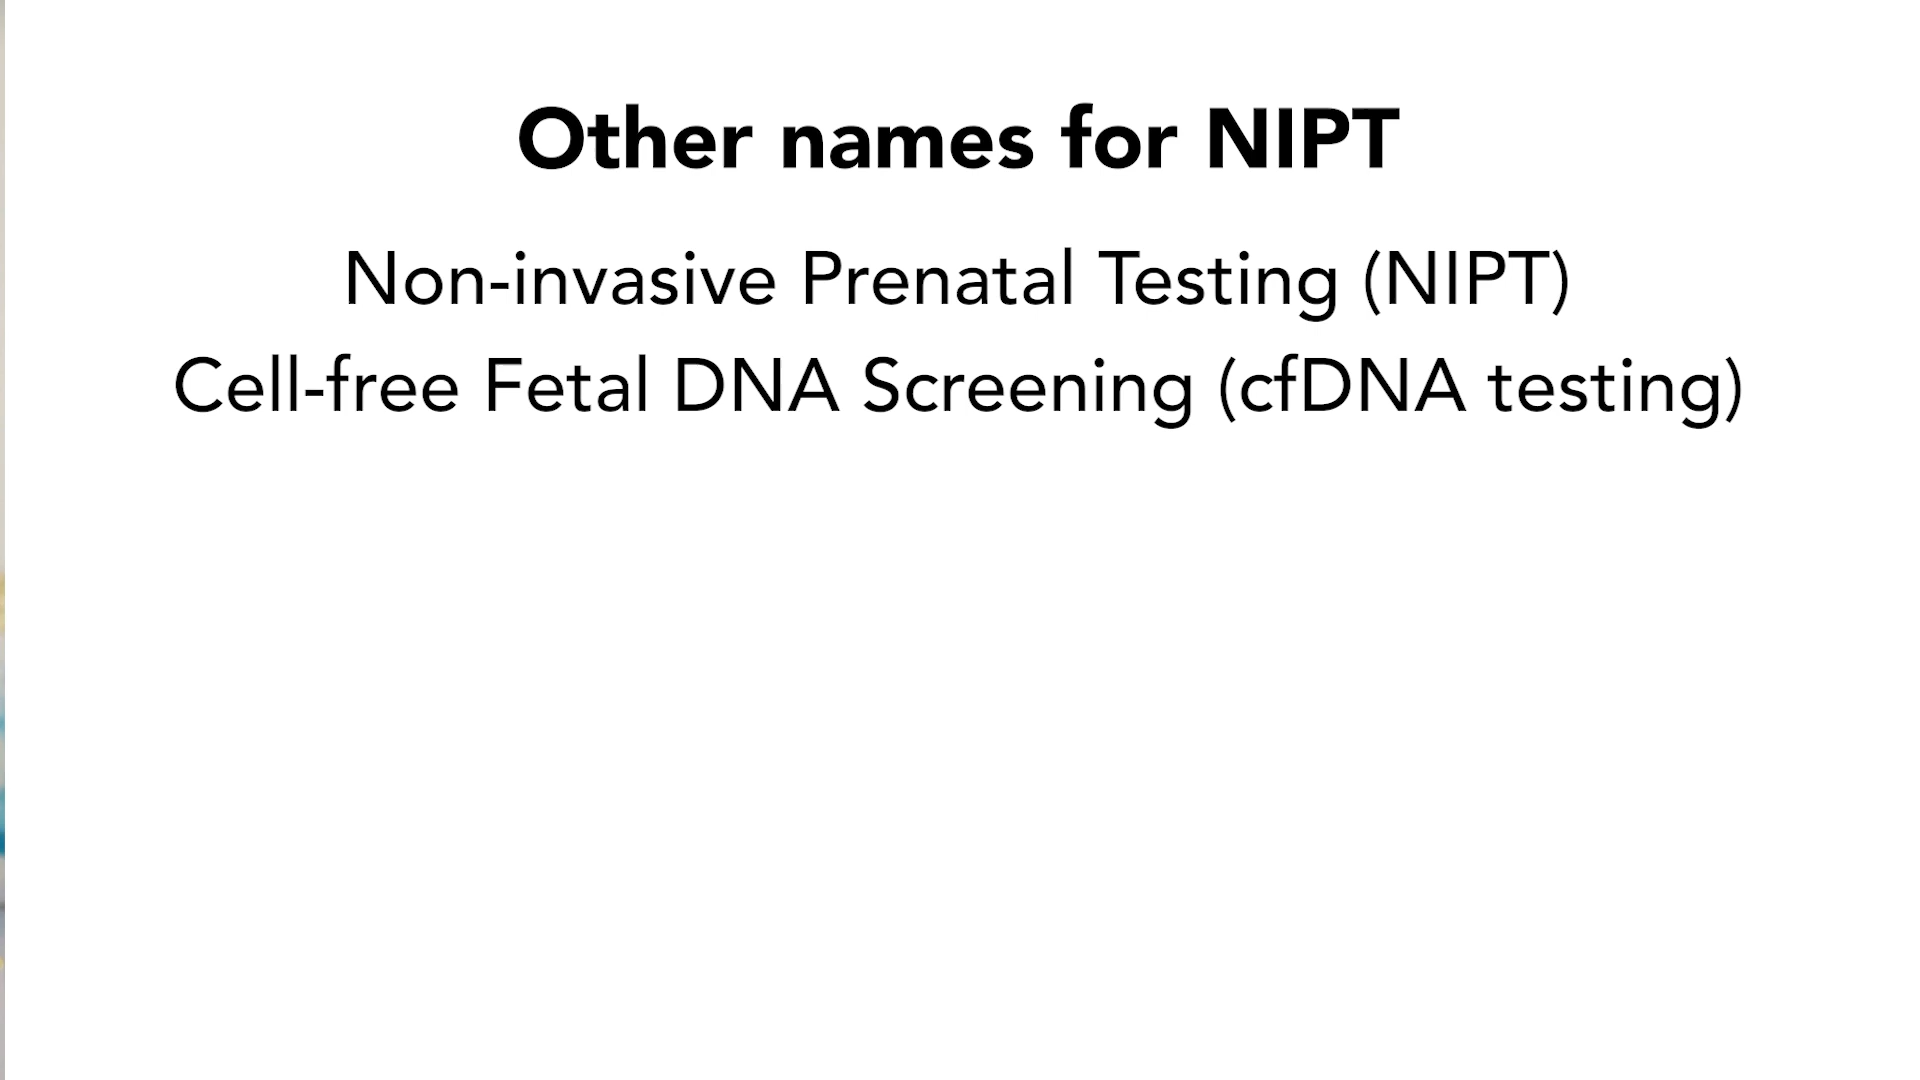 Other names for NIPT
Non-invasive Prenatal Testing (NIPT)
Cell-free Fetal DNA Screening (cfDNA testing)